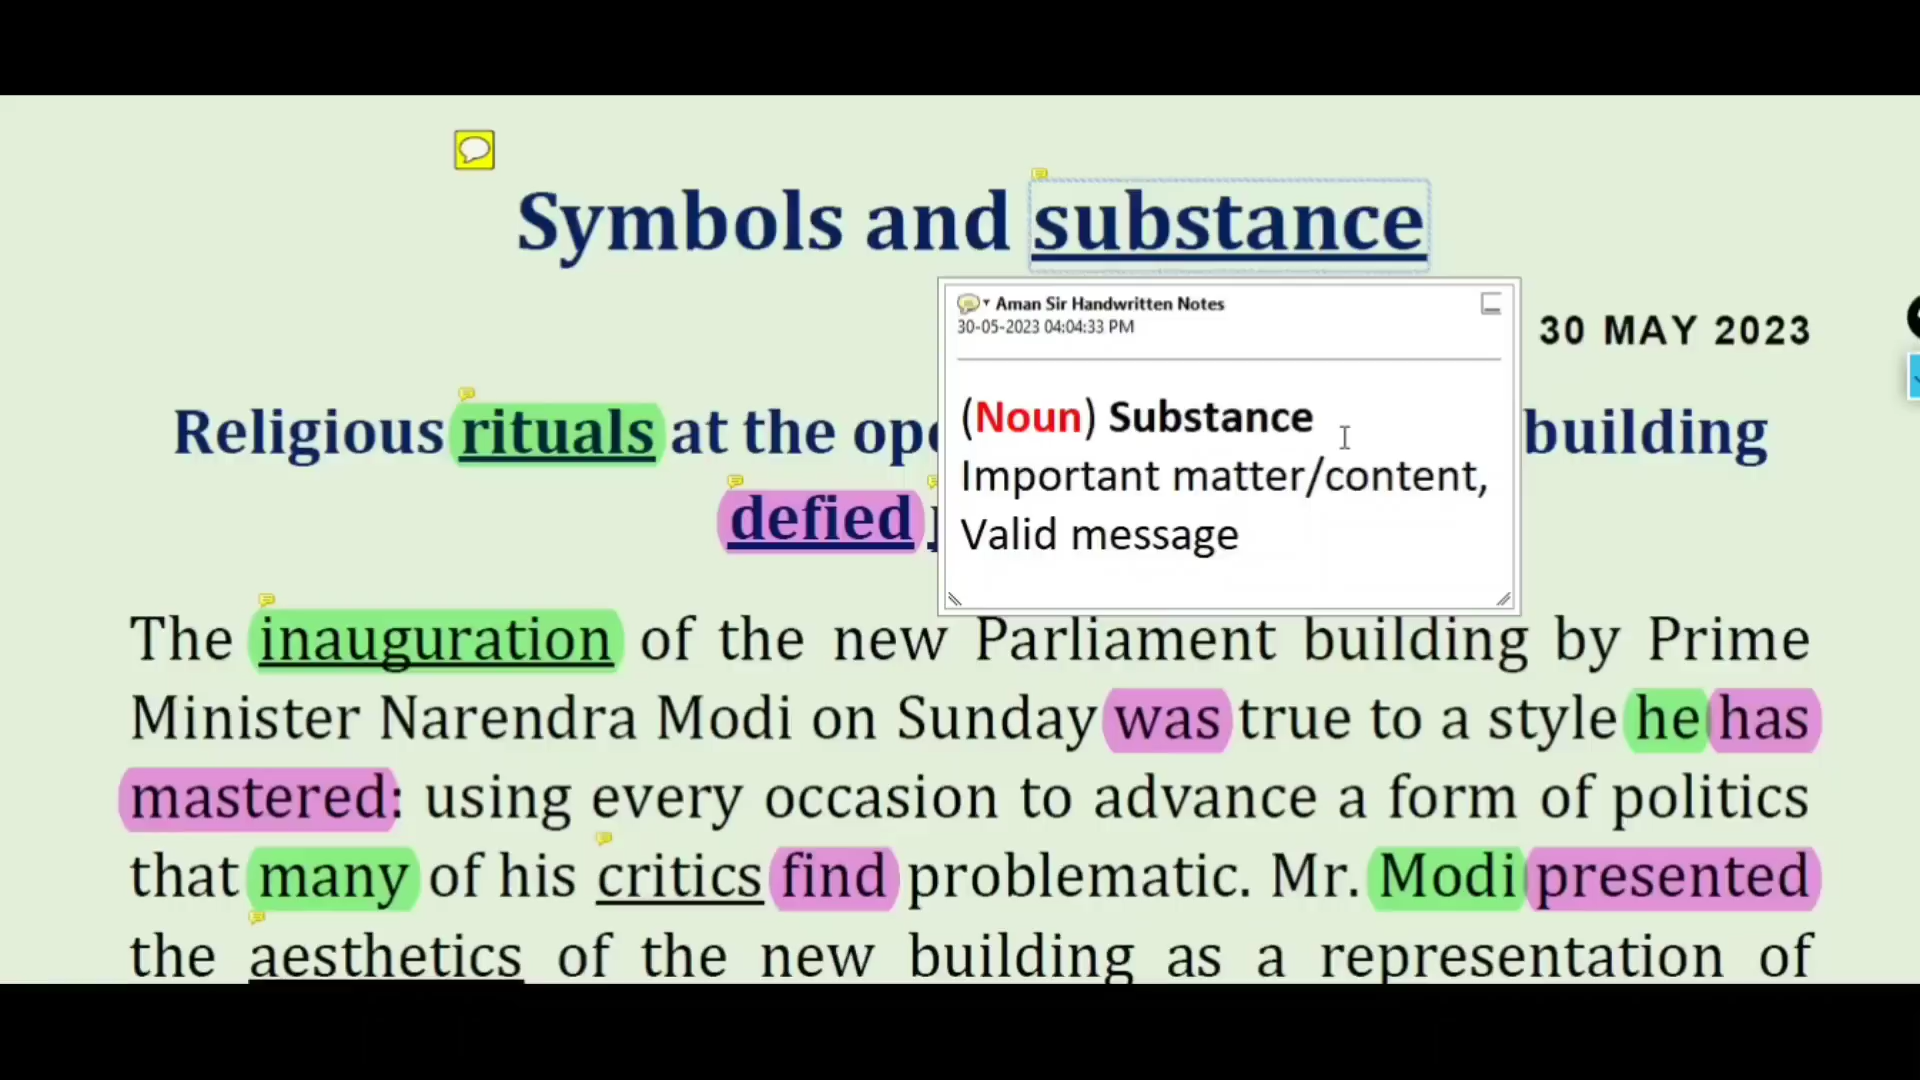 Symbols and substance
Aman Sir Handwritten Notes
30-05-2023 04:04:33 PM
30 MAY 2023
(Noun) Substance
Important matter/content,
Valid message
Religious rituals at the building
defied
The inauguration of the new Parliament building by Prime
Minister Narendra Modi on Sunday was true to a style he has
mastered: using every occasion to advance a form of politics
that many of his critics find problematic. Mr. Modi presented
the aesthetics of the new building as a representation of